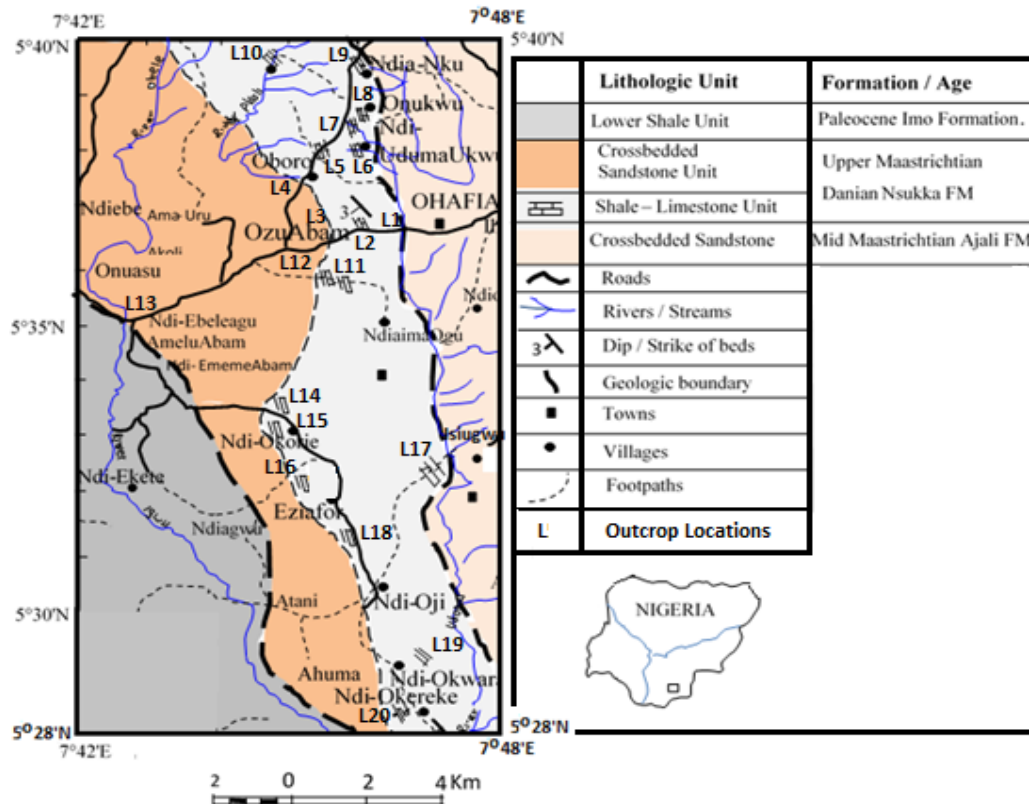 7°42'E
7°48'E
5°40'N
5°40'N
L10
L9
Ndia-Nku
L8
Onukwu
L7
Ndi-
UdumaUkwu
Oboro
L5
L6
L4
OHAFIA
Ndiebe
Ama-Uru
L3
3
L1
OzuAbam
L2
Akoli
Onuasu
L12
L11
L13
5°35'N
Ndi-Ebeleagu
AmeluAbam
NdiaimaOgu
Ndi-EmemeAbam
L14
L15
Ndi-Okorie
L17
Isiugwu
L16
Ndi-Ekete
Eziafor
Ndiagwu
L18
Atani
Ndi-Oji
5°30'N
L19
Ahuma
Ndi-Okwara
Ndi-Okereke
L20
5°28'N
5°28'N
7°42'E
7°48'E
2 0 2 4 Km
Lithologic Unit
Formation / Age
Lower Shale Unit
Paleocene Imo Formation.
Crossbedded
Sandstone Unit
Upper Maastrichtian
Danian Nsukka FM
Shale – Limestone Unit
Crossbedded Sandstone
Mid Maastrichtian Ajali FM
Roads
Rivers / Streams
3
Dip / Strike of beds
Geologic boundary
Towns
Villages
Footpaths
L
Outcrop Locations
NIGERIA